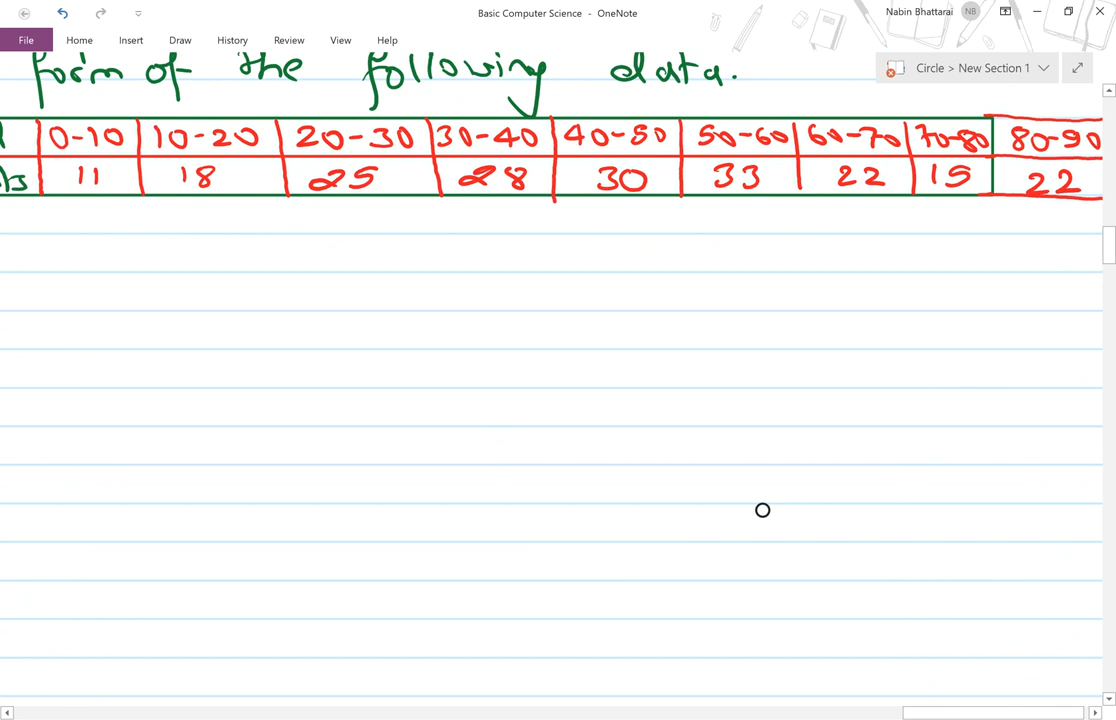 Basic Computer Science - OneNote
Nabin Bhattarai NB
File Home Insert Draw History Review View Help
form of the following data.
Circle > New Section 1
0-10 10-20 20-30 30-40 40-50 50-60 60-70 70-80 80-90
11 18 25 28 30 33 22 15 22